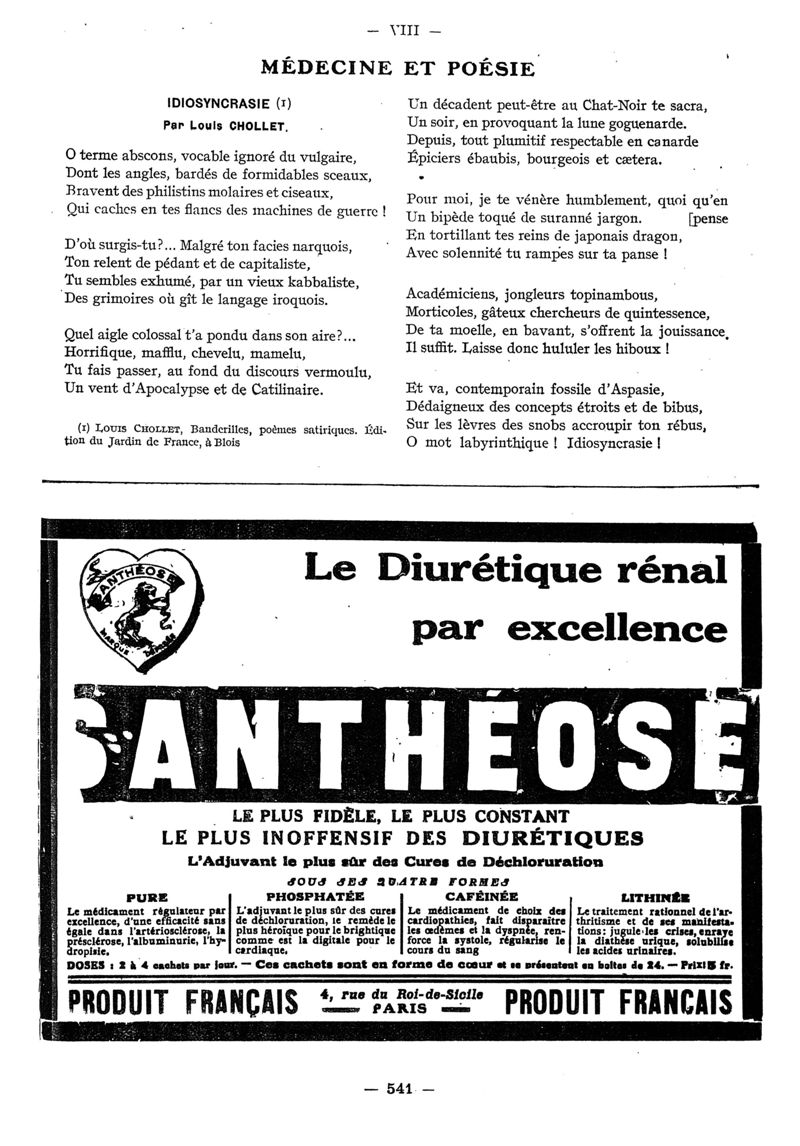 — VIII —
MÉDECINE ET POÉSIE
IDIOSYNCRASIE (1)
Par Louis CHOLLET.
O terme abscons, vocable ignoré du vulgaire,
Dont les angles, bardés de formidables sceaux,
Bravent des philistins molaires et ciseaux,
Qui caches en tes flancs des machines de guerre !
D'où surgis-tu?... Malgré ton facies narquois,
Ton relent de pédant et de capitaliste,
Tu sembles exhumé, par un vieux kabbaliste,
Des grimoires où gît le langage iroquois.
Quel aigle colossal t'a pondu dans son aire?...
Horrifique, mafflu, chevelu, mamelu,
Tu fais passer, au fond du discours vermoulu,
Un vent d'Apocalypse et de Catilinaire.
(1) LOUIS CHOLLET, Banderilles, poèmes satiriques. Édi-
tion du Jardin de France, à Blois
Un décadent peut-être au Chat-Noir te sacra,
Un soir, en provoquant la lune goguenarde.
Depuis, tout plumitif respectable en canarde
Épiciers ébaubis, bourgeois et cætera.
Pour moi, je te vénère humblement, quoi qu'en
Un bipède toqué de suranné jargon. [pense
En tortillant tes reins de japonais dragon,
Avec solennité tu rampes sur ta panse !
Académiciens, jongleurs topinambous,
Morticoles, gâteux chercheurs de quintessence,
De ta moelle, en bavant, s'offrent la jouissance.
Il suffit. Laisse donc hululer les hiboux !
Et va, contemporain fossile d'Aspasie,
Dédaigneux des concepts étroits et de bibus,
Sur les lèvres des snobs accroupir ton rébus,
O mot labyrinthique ! Idiosyncrasie !
SANTHÉOSE
MARQUE DÉPOSÉE
Le Diurétique rénal
par excellence
SANTHÉOSE
LE PLUS FIDÈLE, LE PLUS CONSTANT
LE PLUS INOFFENSIF DES DIURÉTIQUES
L'Adjuvant le plus sûr des Cures de Déchloruration
SOUS SES QUATRE FORMES
PURE
Le médicament régulateur par
excellence, d'une efficacité sans
égale dans l'artériosclérose, la
présclérose, l'albuminurie, l'hy-
dropisie.
PHOSPHATÉE
L'adjuvant le plus sûr des cures
de déchloruration, le remède le
plus héroïque pour le brightique
comme est la digitale pour le
cardiaque.
CAFÉINÉE
Le médicament de choix des
cardiopathies, fait disparaître
les œdèmes et la dyspnée, ren-
force la systole, régularise le
cours du sang
LITHINÉE
Le traitement rationnel de l'ar-
thritisme et de ses manifesta-
tions: jugule les crises, enraye
la diathèse urique, solubilise
les acides urinaires.
DOSES : 2 à 4 cachets par jour. — Ces cachets sont en forme de cœur et se présentent en boîtes de 24. — Prix: 5 fr.
PRODUIT FRANÇAIS
4, rue du Roi-de-Sicile
PARIS
PRODUIT FRANÇAIS
— 541 —